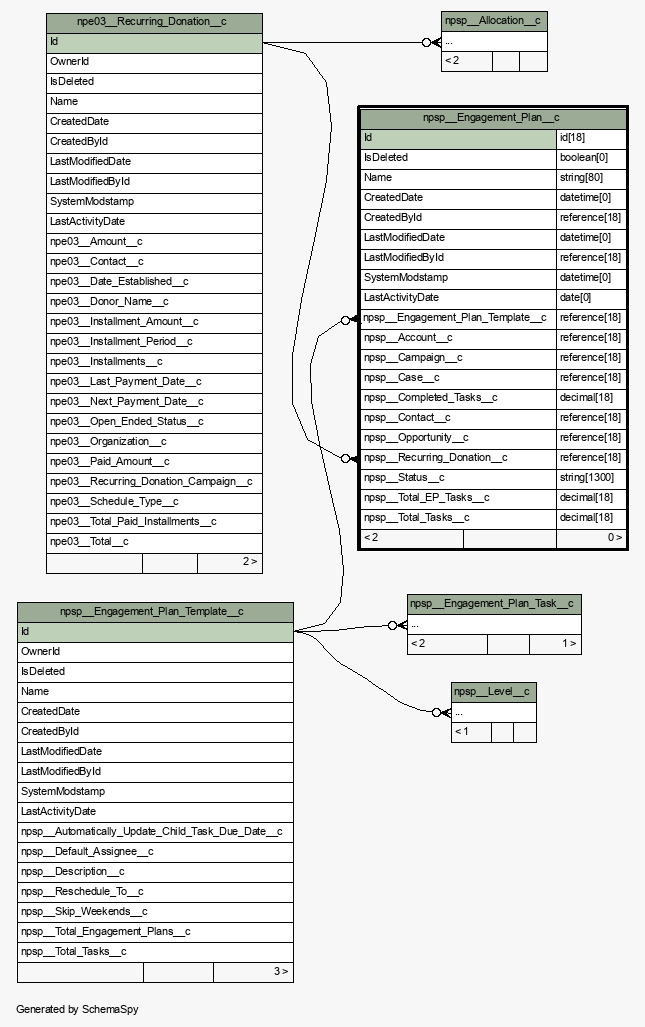 npe03__Recurring_Donation__c
Id
OwnerId
IsDeleted
Name
CreatedDate
CreatedById
LastModifiedDate
LastModifiedById
SystemModstamp
LastActivityDate
npe03__Amount__c
npe03__Contact__c
npe03__Date_Established__c
npe03__Donor_Name__c
npe03__Installment_Amount__c
npe03__Installment_Period__c
npe03__Installments__c
npe03__Last_Payment_Date__c
npe03__Next_Payment_Date__c
npe03__Open_Ended_Status__c
npe03__Organization__c
npe03__Paid_Amount__c
npe03__Recurring_Donation_Campaign__c
npe03__Schedule_Type__c
npe03__Total_Paid_Installments__c
npe03__Total__c
2 >
npsp__Allocation__c
...
< 2
npsp__Engagement_Plan__c
Id id[18]
IsDeleted boolean[0]
Name string[80]
CreatedDate datetime[0]
CreatedById reference[18]
LastModifiedDate datetime[0]
LastModifiedById reference[18]
SystemModstamp datetime[0]
LastActivityDate date[0]
npsp__Engagement_Plan_Template__c reference[18]
npsp__Account__c reference[18]
npsp__Campaign__c reference[18]
npsp__Case__c reference[18]
npsp__Completed_Tasks__c decimal[18]
npsp__Contact__c reference[18]
npsp__Opportunity__c reference[18]
npsp__Recurring_Donation__c reference[18]
npsp__Status__c string[1300]
npsp__Total_EP_Tasks__c decimal[18]
npsp__Total_Tasks__c decimal[18]
< 2 0 >
npsp__Engagement_Plan_Template__c
Id
OwnerId
IsDeleted
Name
CreatedDate
CreatedById
LastModifiedDate
LastModifiedById
SystemModstamp
LastActivityDate
npsp__Automatically_Update_Child_Task_Due_Date__c
npsp__Default_Assignee__c
npsp__Description__c
npsp__Reschedule_To__c
npsp__Skip_Weekends__c
npsp__Total_Engagement_Plans__c
npsp__Total_Tasks__c
3 >
npsp__Engagement_Plan_Task__c
...
< 2 1 >
npsp__Level__c
...
< 1
Generated by SchemaSpy